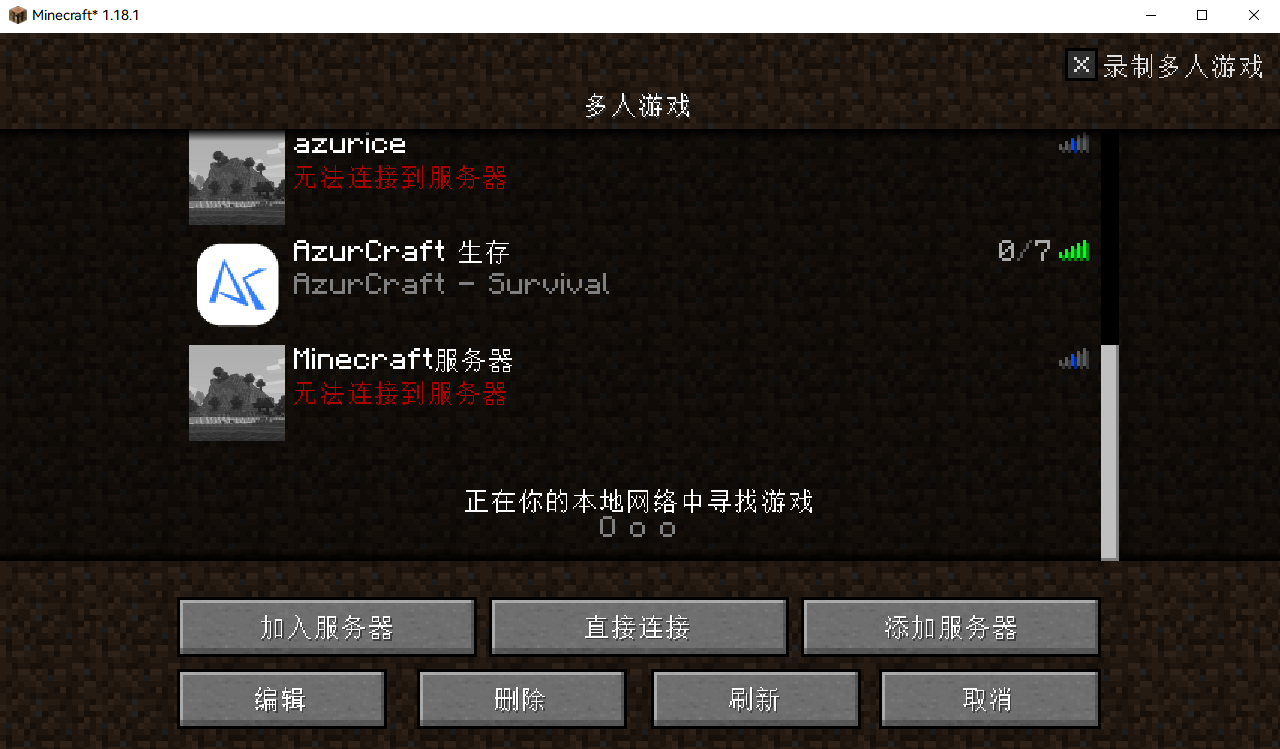 Minecraft* 1.18.1
录制多人游戏
多人游戏
azurice
无法连接到服务器
AzurCraft 生存
0/7
AzurCraft - Survival
Minecraft服务器
无法连接到服务器
正在你的本地网络中寻找游戏
O o o
加入服务器
直接连接
添加服务器
编辑
删除
刷新
取消